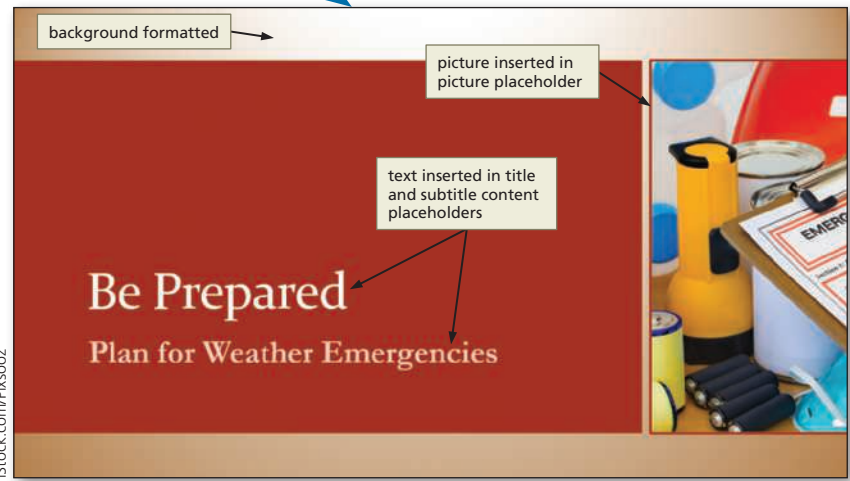 background formatted
picture inserted in
picture placeholder
text inserted in title
and subtitle content
placeholders
Be Prepared
Plan for Weather Emergencies
EMERG